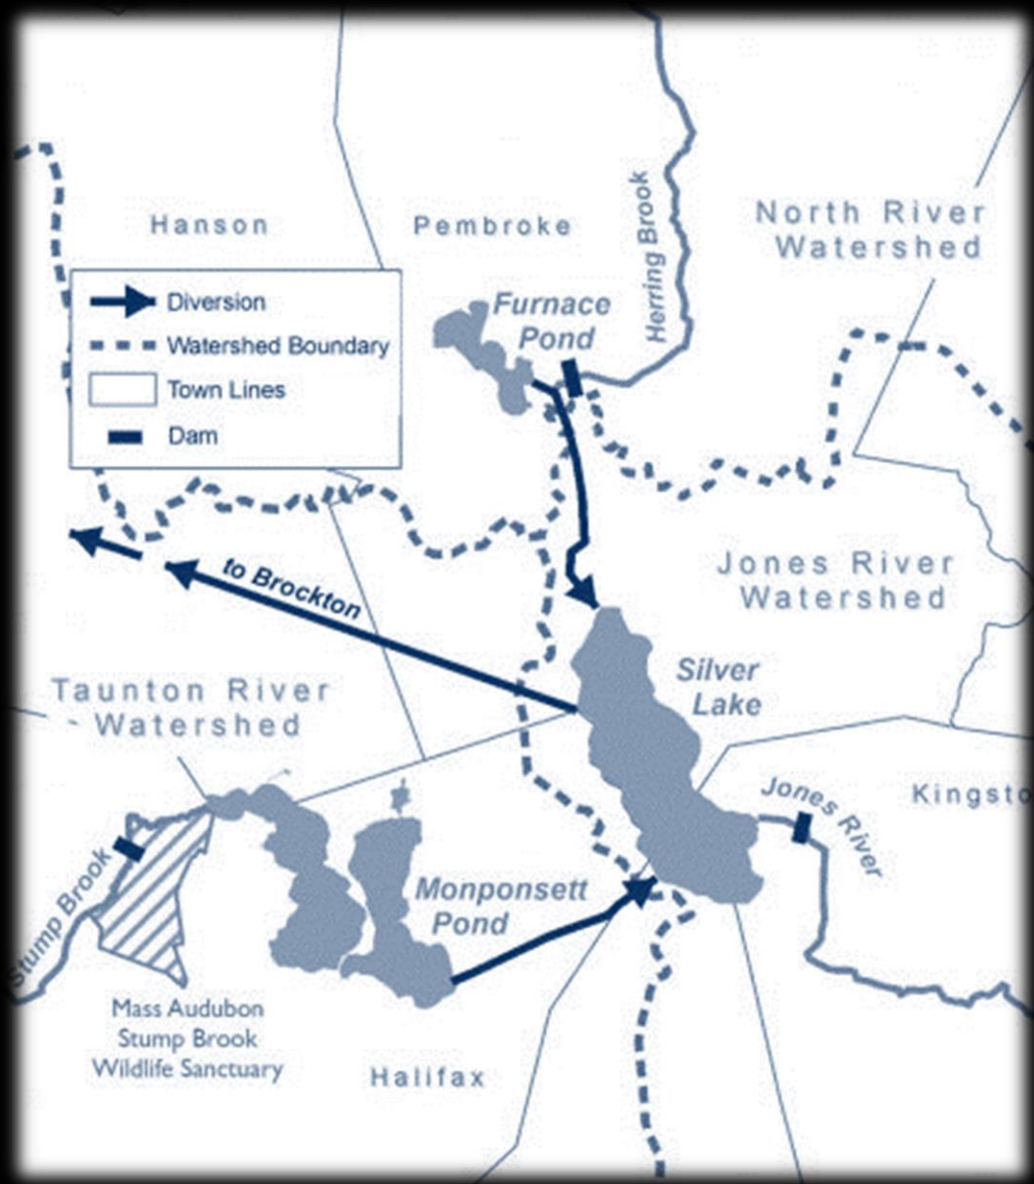 Hanson
Pembroke
Herring Brook
North River
Watershed
Diversion
Watershed Boundary
Town Lines
Dam
Furnace
Pond
to Brockton
Jones River
Watershed
Taunton River
Watershed
Silver
Lake
Jones River
Kingsto
Stump Brook
Monponsett
Pond
Mass Audubon
Stump Brook
Wildlife Sanctuary
Halifax